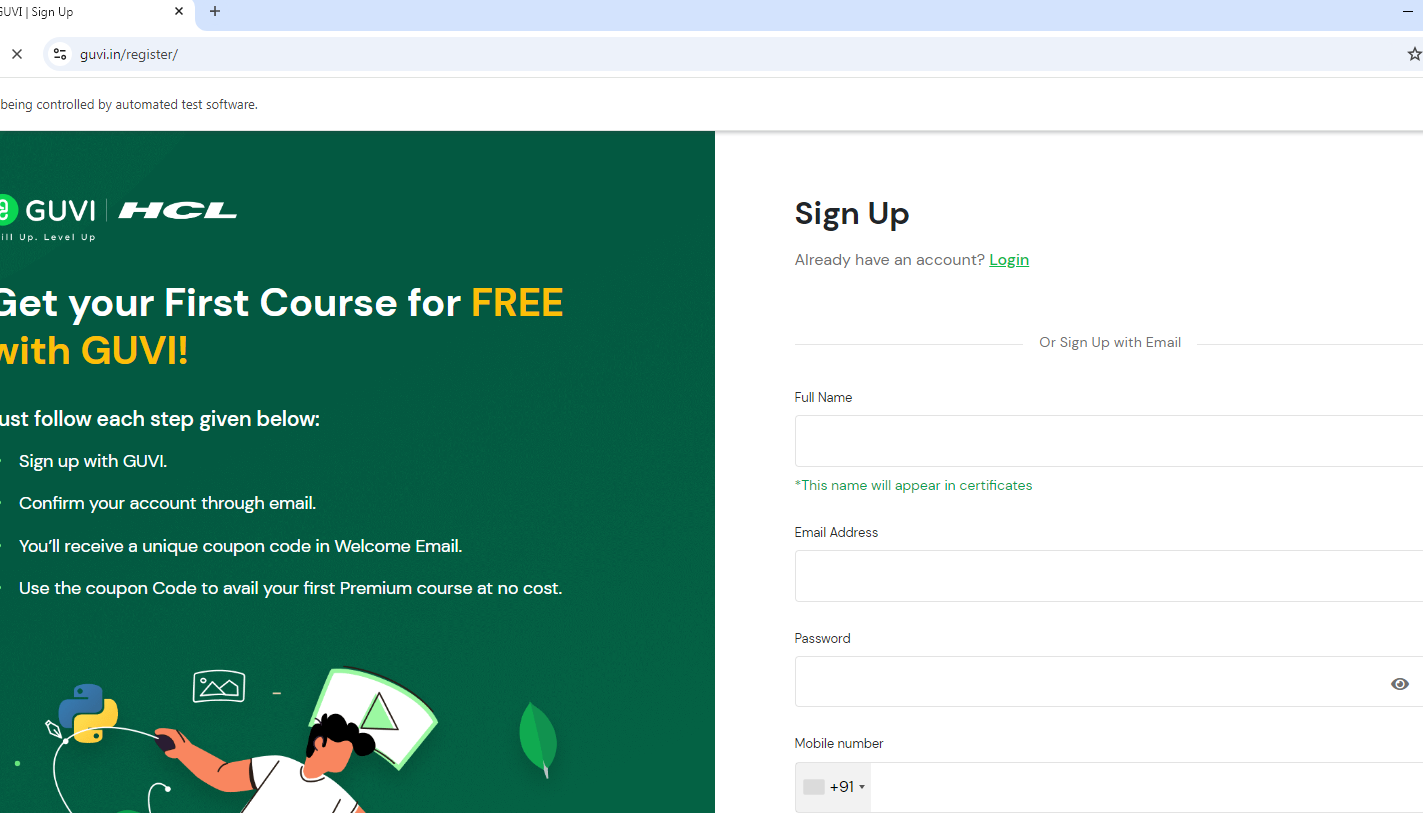 GUVI | Sign Up
guvi.in/register/
being controlled by automated test software.
GUVI | HCL
ill Up. Level Up
Get your First Course for FREE
with GUVI!
ust follow each step given below:
Sign up with GUVI.
Confirm your account through email.
You’ll receive a unique coupon code in Welcome Email.
Use the coupon Code to avail your first Premium course at no cost.
Sign Up
Already have an account? Login
Or Sign Up with Email
Full Name
*This name will appear in certificates
Email Address
Password
Mobile number
+91